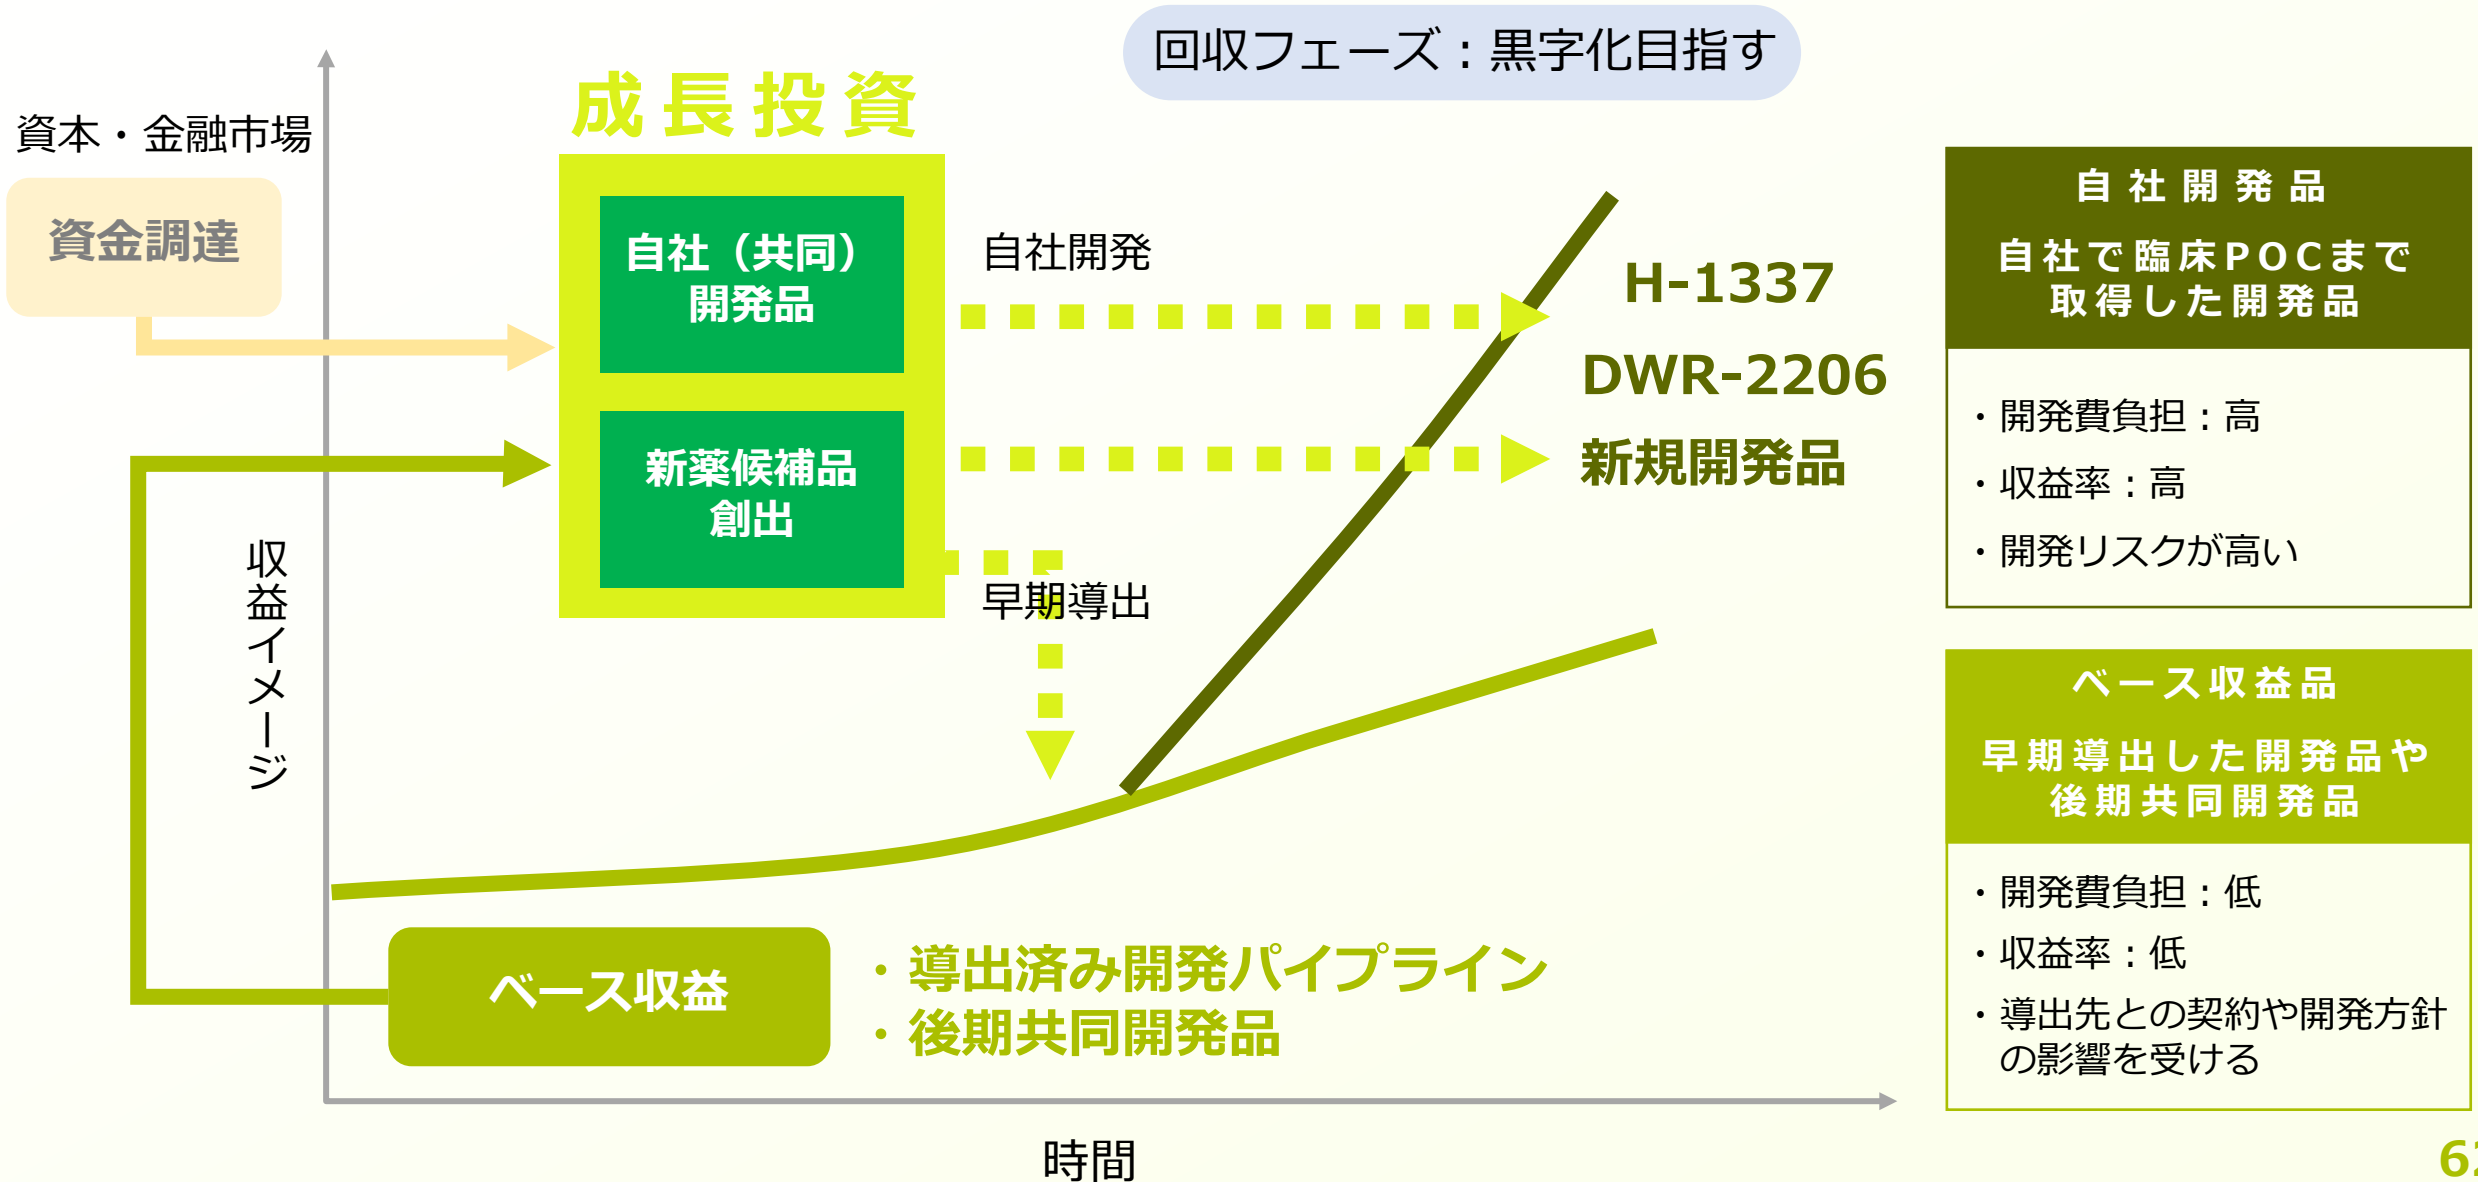 回収フェーズ：黒字化目指す
成長投資
資本・金融市場
資金調達
自社（共同）
開発品
新薬候補品
創出
自社開発
早期導出
H-1337
DWR-2206
新規開発品
収益イメージ
ベース収益
・導出済み開発パイプライン
・後期共同開発品
時間
自社開発品
自社で臨床POCまで
取得した開発品
・開発費負担：高
・収益率：高
・開発リスクが高い
ベース収益品
早期導出した開発品や
後期共同開発品
・開発費負担：低
・収益率：低
・導出先との契約や開発方針
の影響を受ける